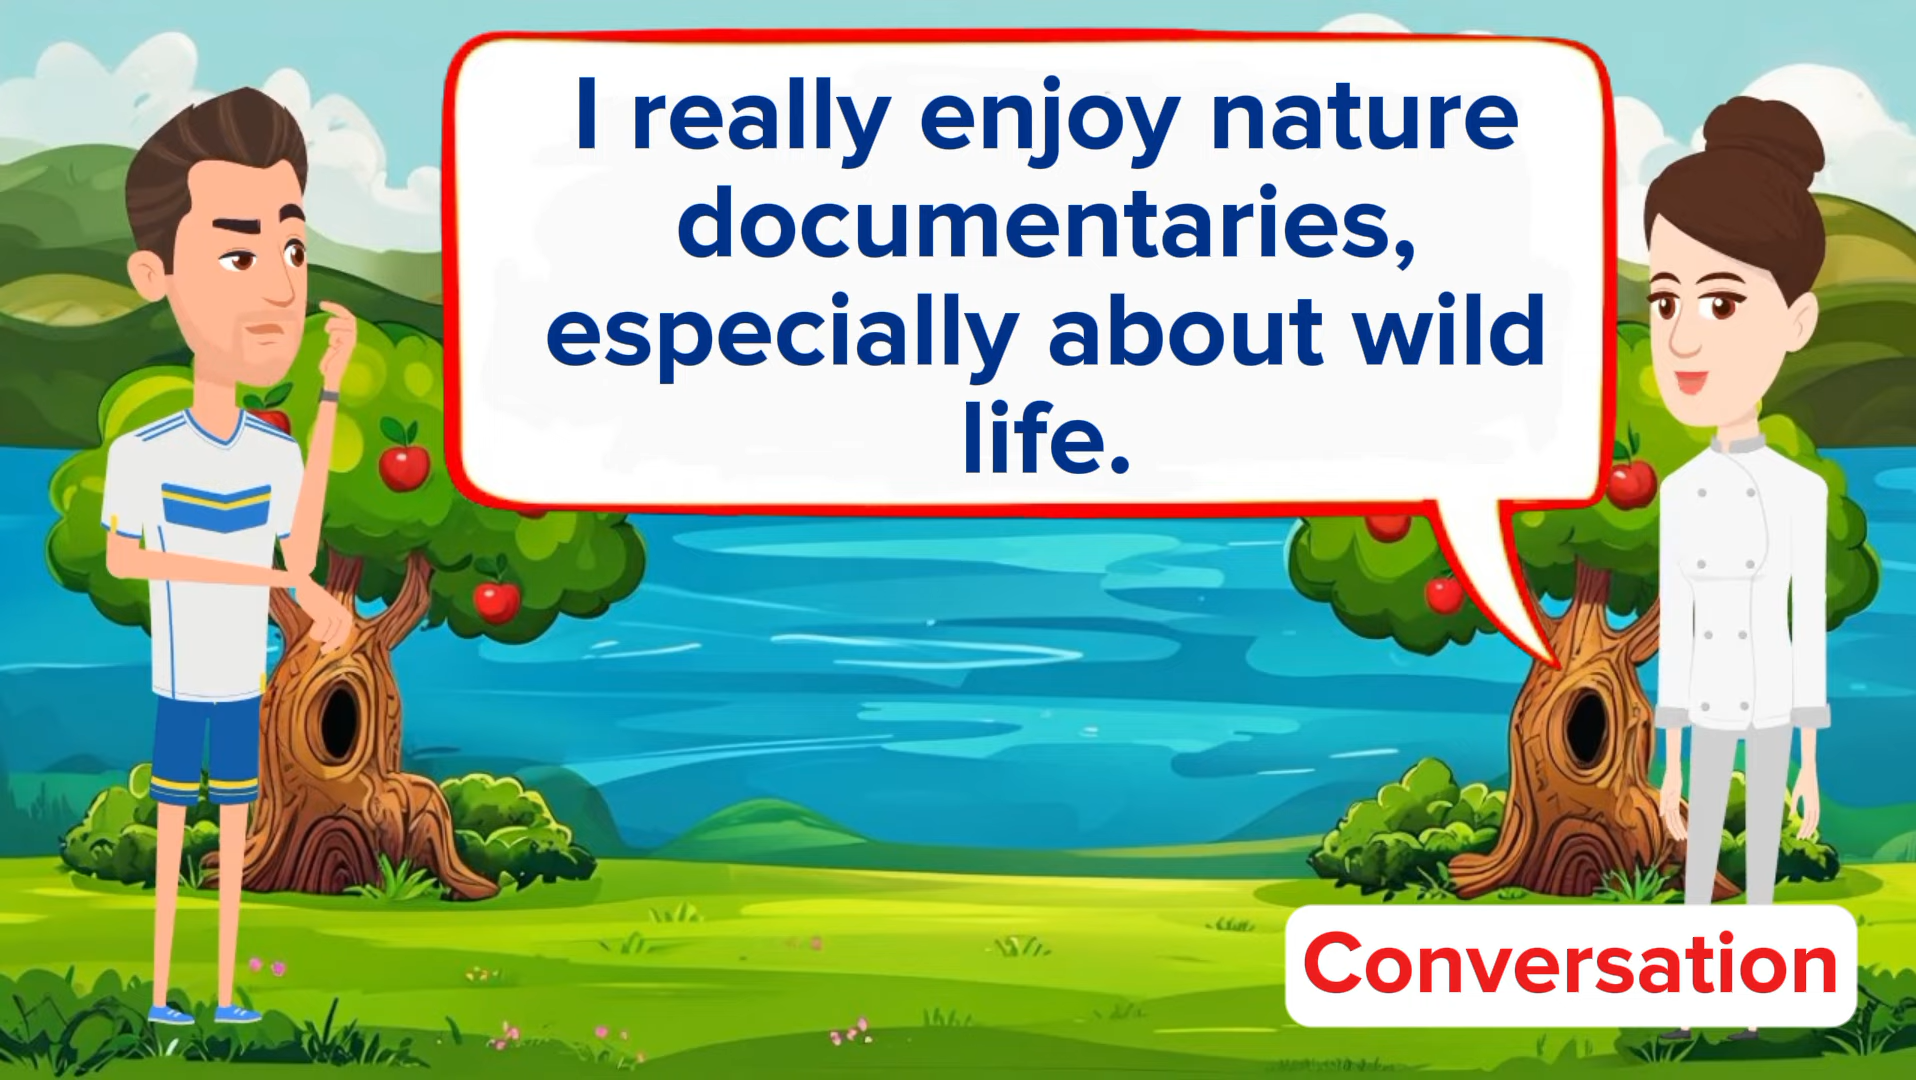 I really enjoy nature
documentaries,
especially about wild
life.
Conversation